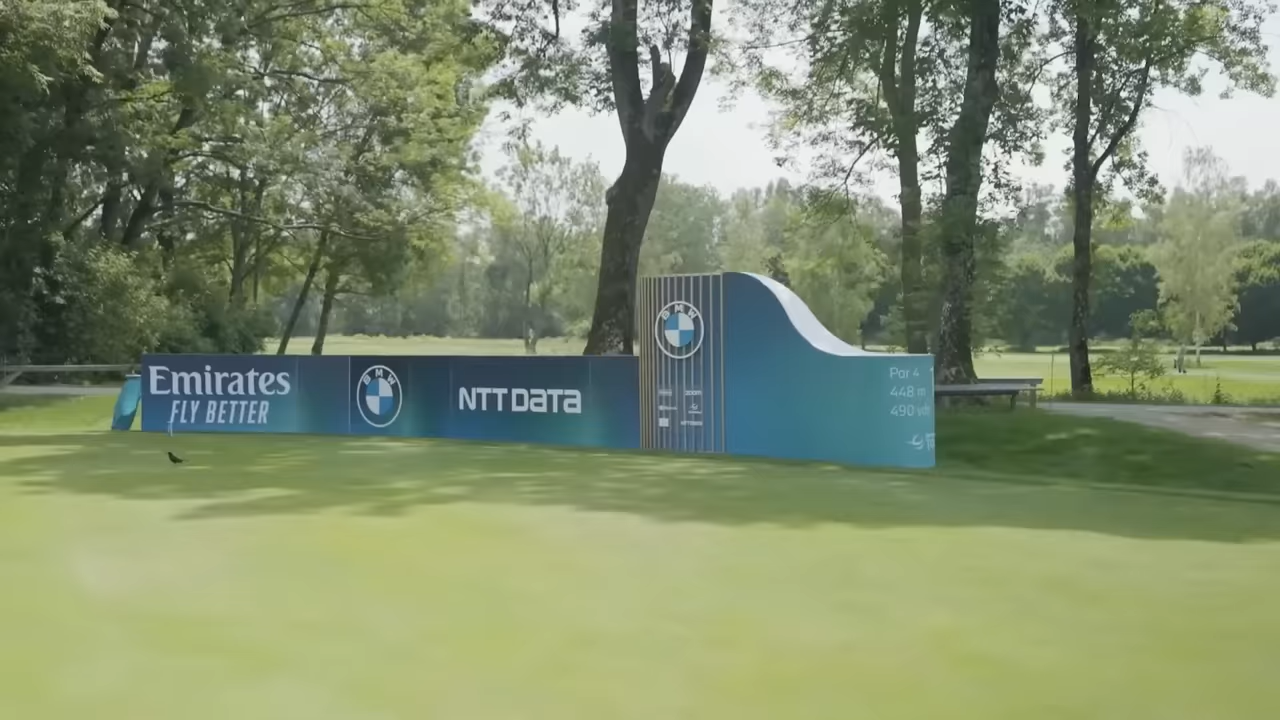 Emirates
FLY BETTER
BMW
NTT DATA
BMW
Par 4
448 m
490 yds